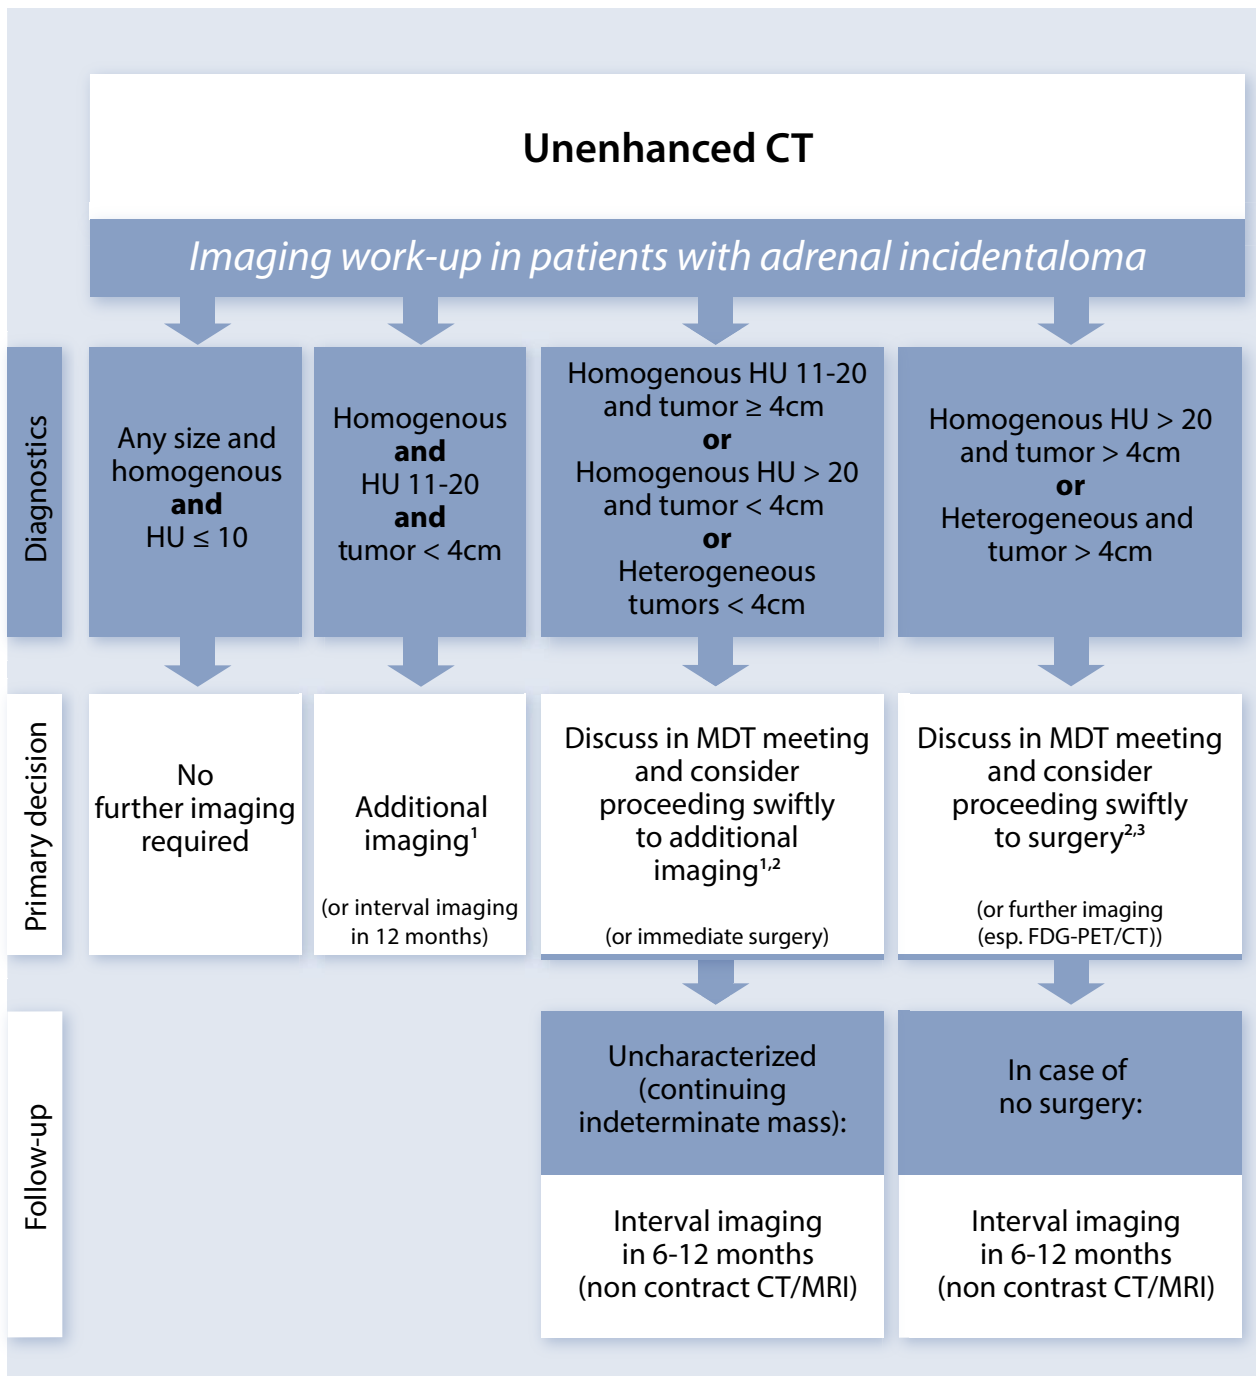 Unenhanced CT
Imaging work-up in patients with adrenal incidentaloma
Diagnostics
Any size and
homogenous
and
HU ≤ 10
Homogenous
and
HU 11-20
and
tumor < 4cm
Homogenous HU 11-20
and tumor ≥ 4cm
or
Homogenous HU > 20
and tumor < 4cm
or
Heterogeneous
tumors < 4cm
Homogenous HU > 20
and tumor > 4cm
or
Heterogeneous and
tumor > 4cm
Primary decision
No
further imaging
required
Additional
imaging¹
(or interval imaging
in 12 months)
Discuss in MDT meeting
and consider
proceeding swiftly
to additional
imaging¹,²
(or immediate surgery)
Discuss in MDT meeting
and consider
proceeding swiftly
to surgery²,³
(or further imaging
(esp. FDG-PET/CT))
Follow-up
Uncharacterized
(continuing
indeterminate mass):
Interval imaging
in 6-12 months
(non contract CT/MRI)
In case of
no surgery:
Interval imaging
in 6-12 months
(non contrast CT/MRI)